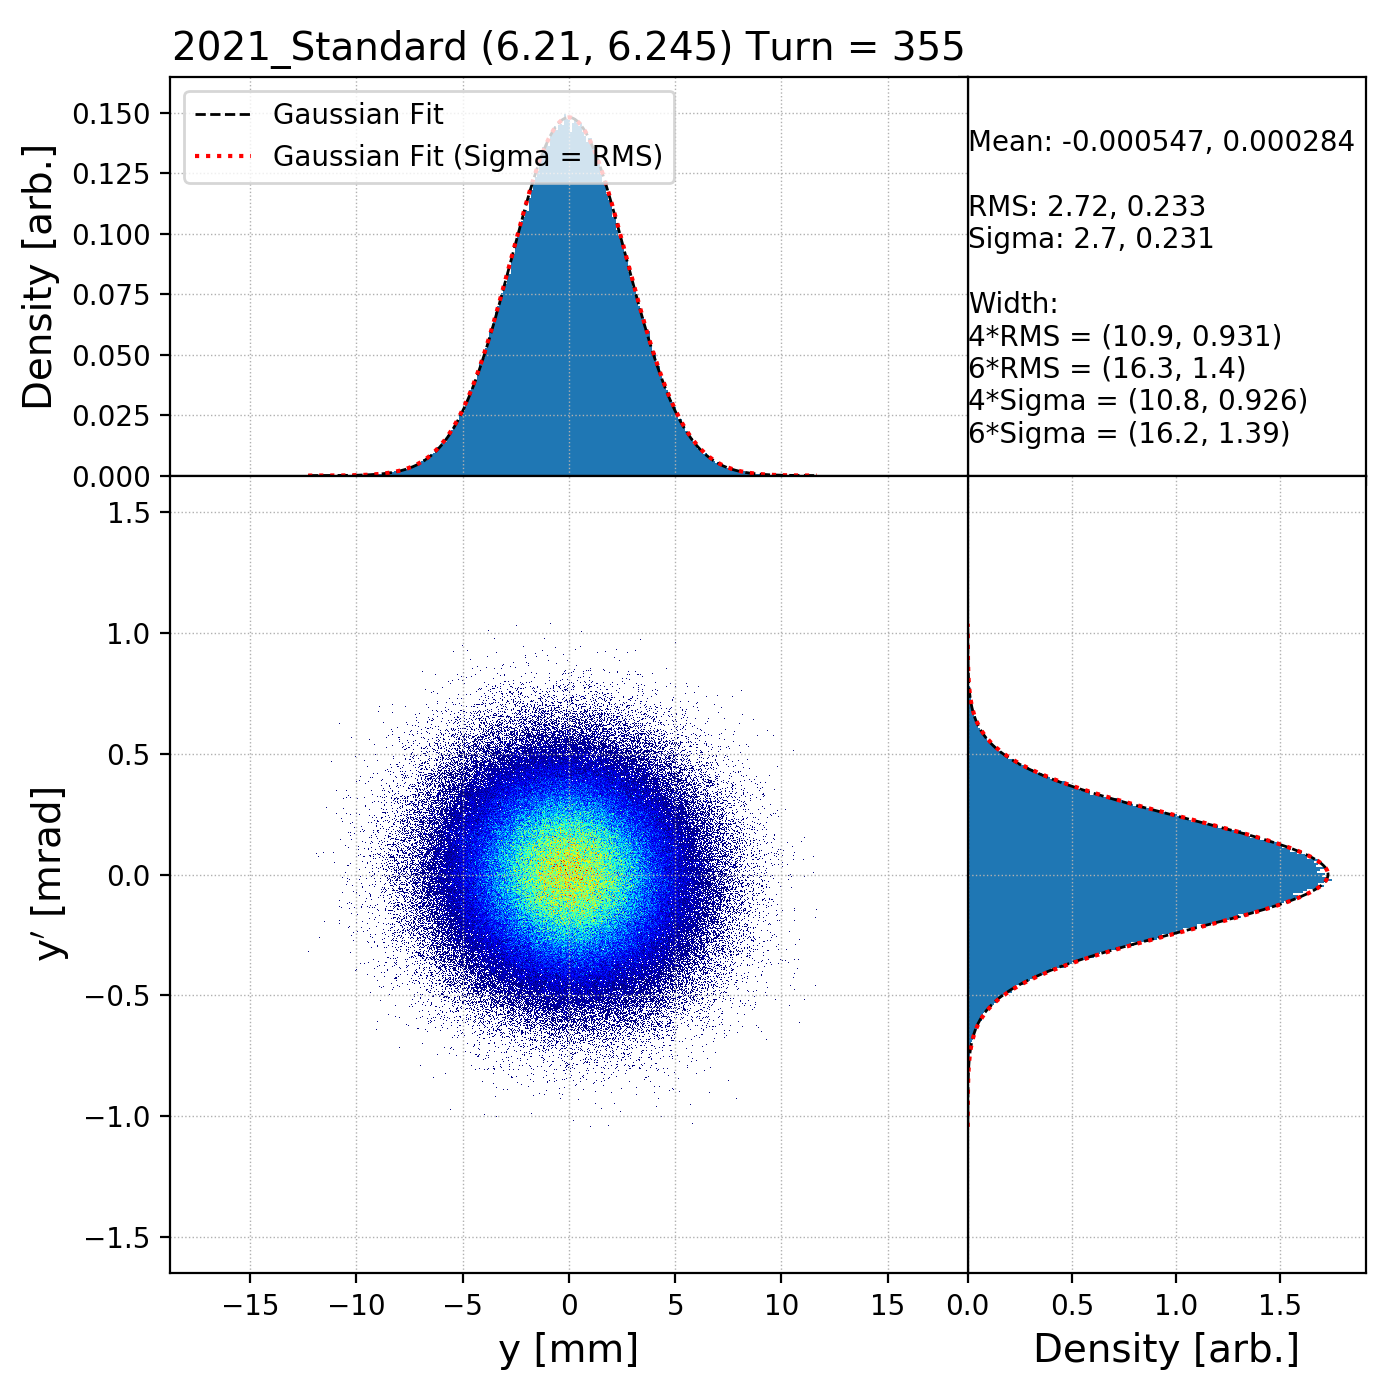 2021_Standard (6.21, 6.245) Turn = 355
Gaussian Fit
Gaussian Fit (Sigma = RMS)
Density [arb.]
0.150
0.125
0.100
0.075
0.050
0.025
0.000
Mean: -0.000547, 0.000284
RMS: 2.72, 0.233
Sigma: 2.7, 0.231
Width:
4*RMS = (10.9, 0.931)
6*RMS = (16.3, 1.4)
4*Sigma = (10.8, 0.926)
6*Sigma = (16.2, 1.39)
y′ [mrad]
1.5
1.0
0.5
0.0
−0.5
−1.0
−1.5
−15 −10 −5 0 5 10 15
y [mm]
0.0 0.5 1.0 1.5
Density [arb.]